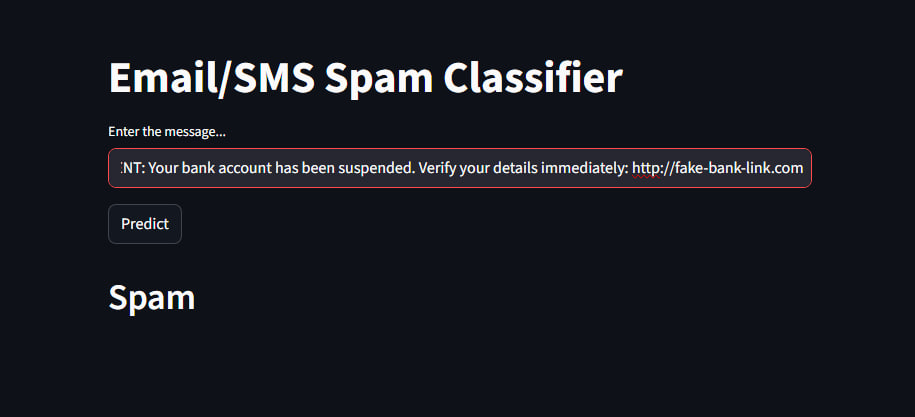 Email/SMS Spam Classifier
Enter the message...
NT: Your bank account has been suspended. Verify your details immediately: http://fake-bank-link.com
Predict
Spam